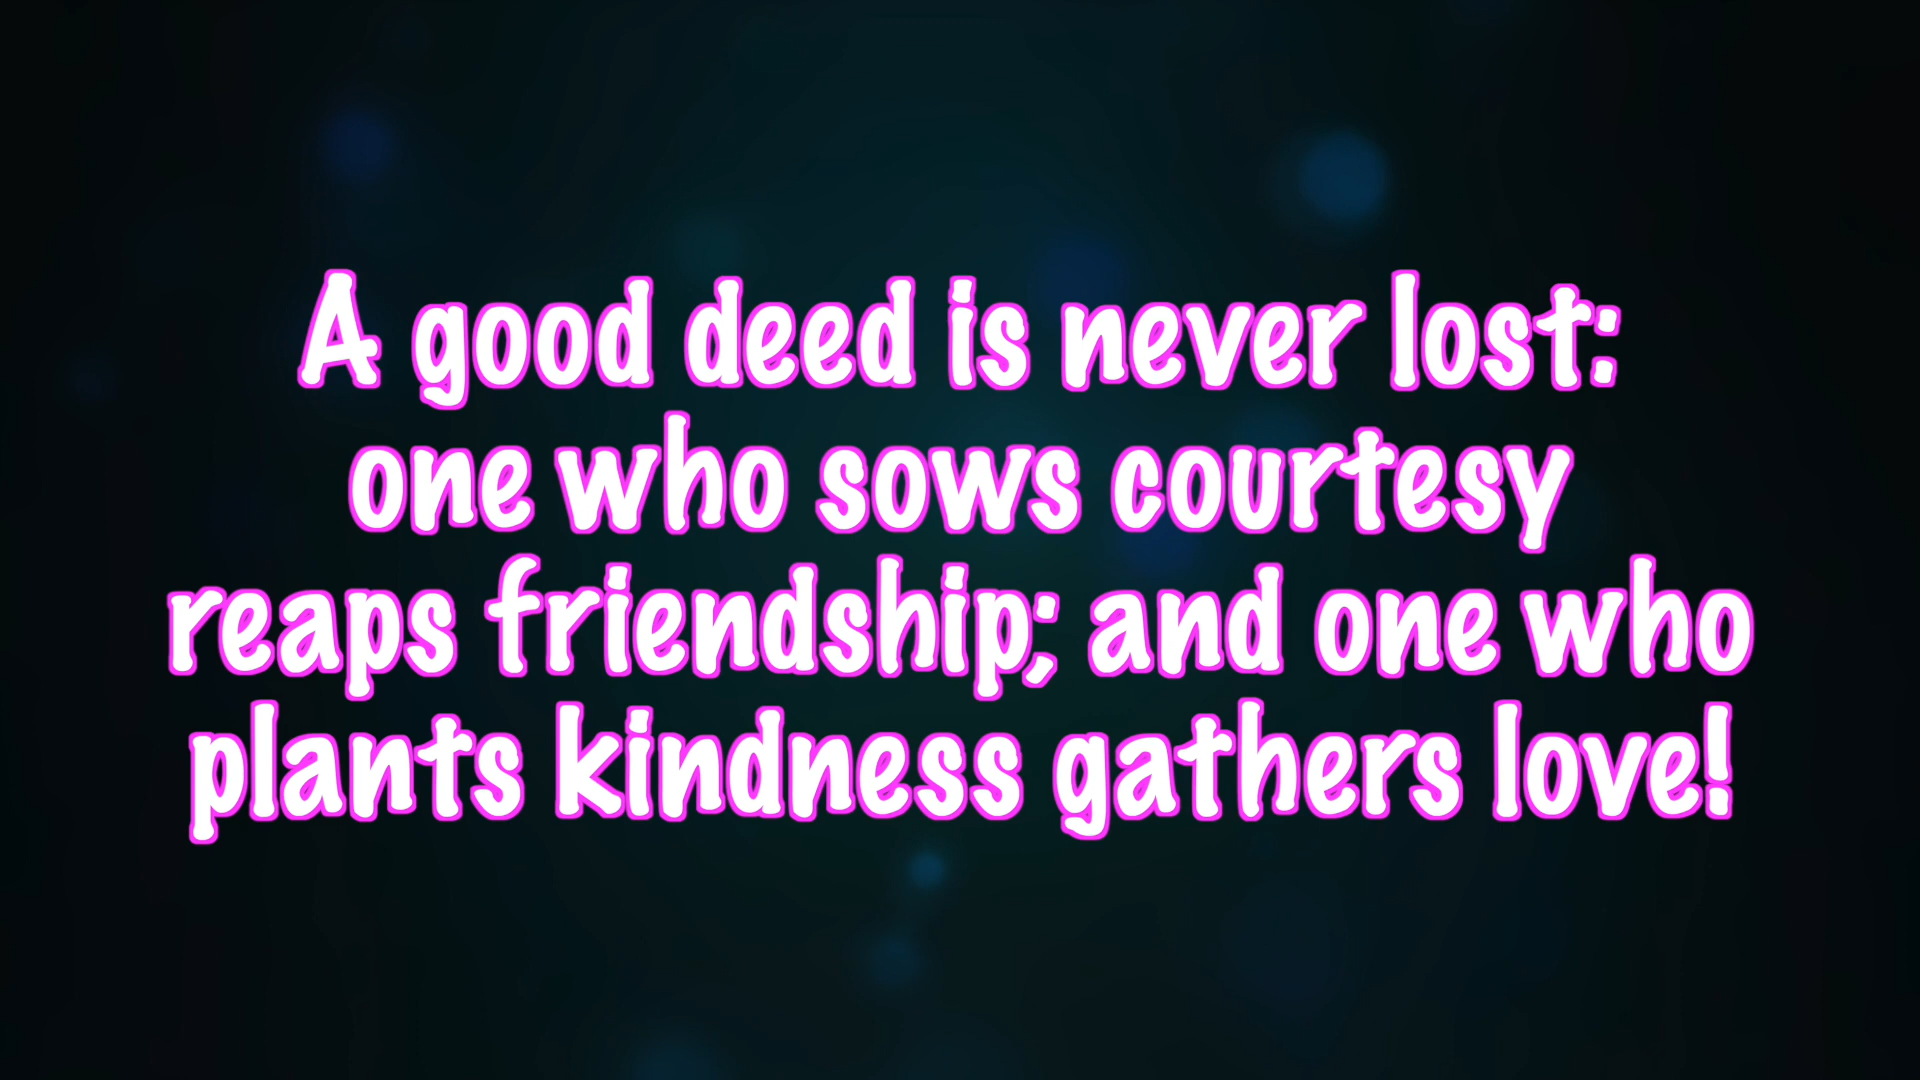 A good deed is never lost:
one who sows courtesy
reaps friendship; and one who
plants kindness gathers love!